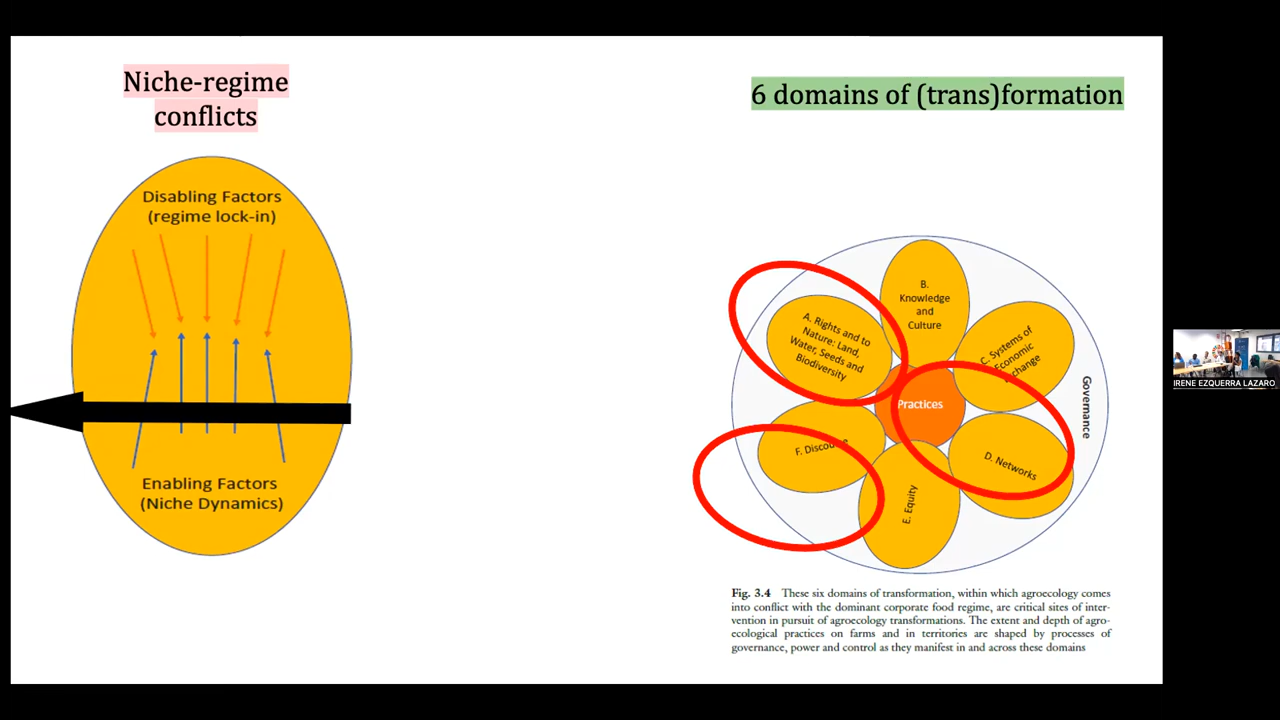 Niche-regime
conflicts
6 domains of (trans)formation
Disabling Factors
(regime lock-in)
Enabling Factors
(Niche Dynamics)
A. Rights and to
Nature: Land,
Water, Seeds and
Biodiversity
B.
Knowledge
and
Culture
C. Systems of
Economic
Practices
D. Networks
E. Equity
F.
Governance
Fig. 3.4 These six domains of transformation, within which agroecology comes
into conflict with the dominant corporate food regime, are critical sites of inter-
vention in pursuit of agroecology transformations. The extent and depth of agro-
ecological practices on farms and in territories are shaped by processes of
governance, power and control as they manifest in and across these domains
IRENE EZQUERRA LAZARO